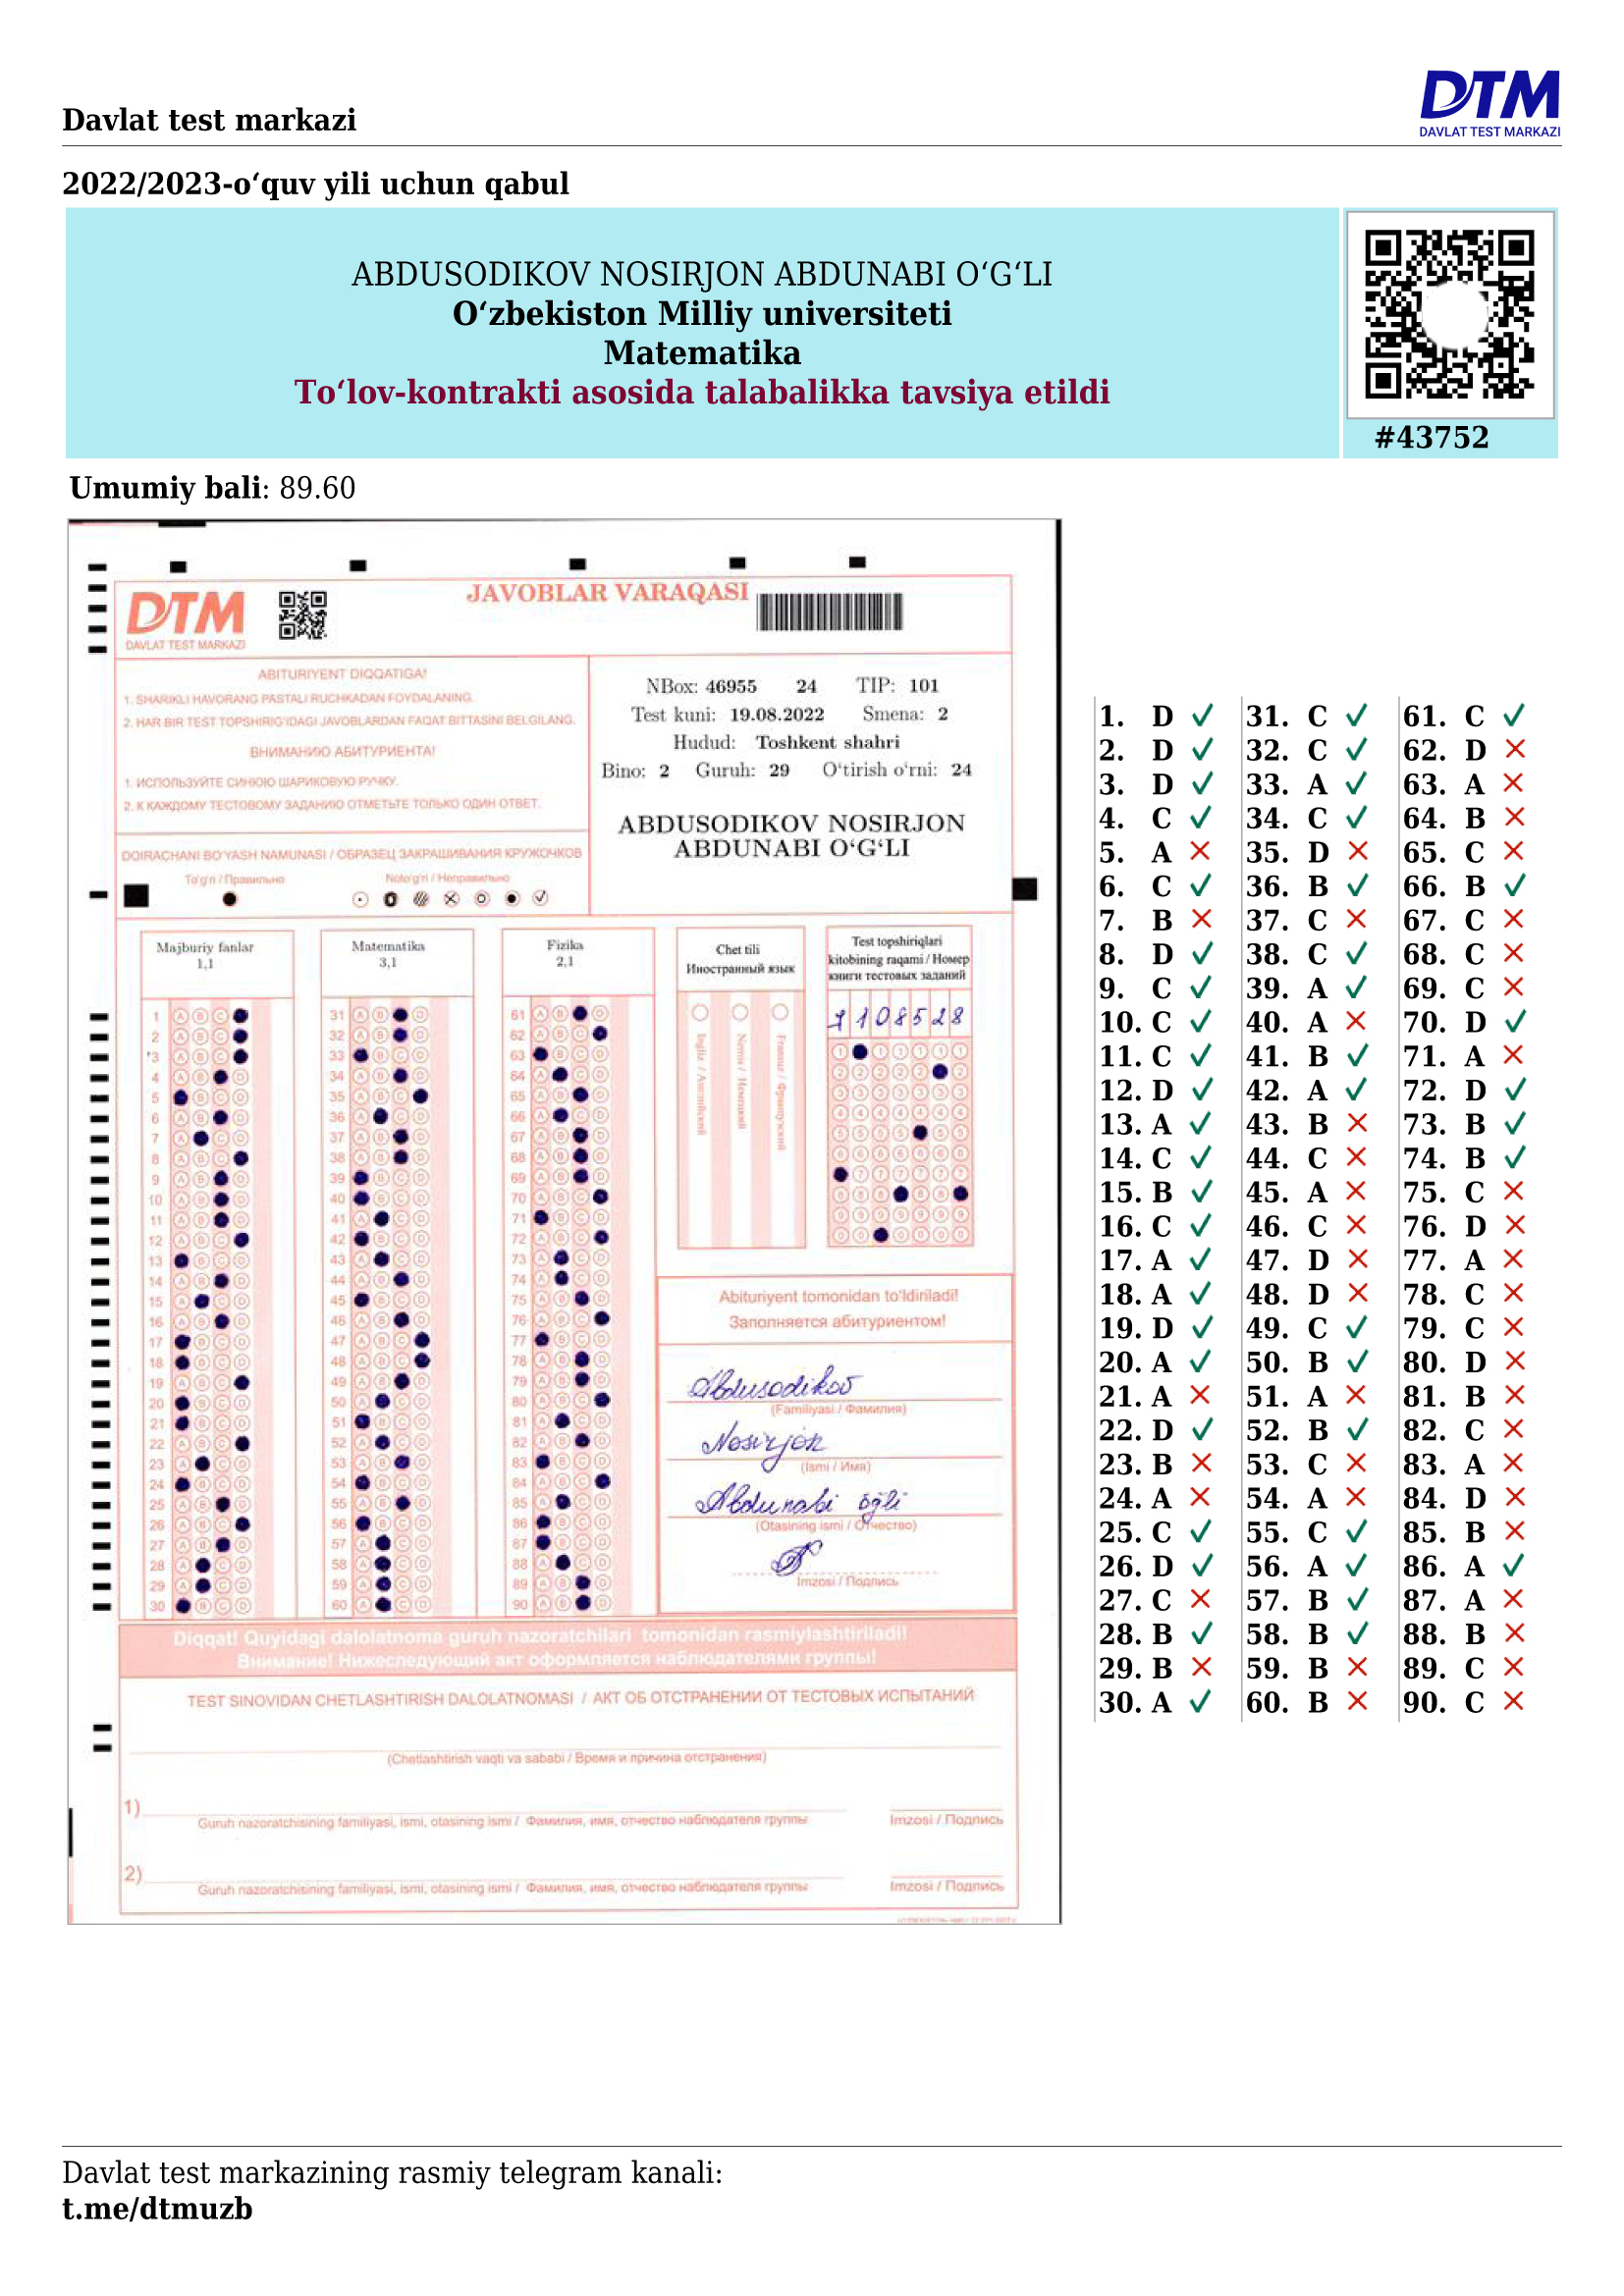 Davlat test markazi
DTM
DAVLAT TEST MARKAZI
2022/2023-o‘quv yili uchun qabul
ABDUSODIKOV NOSIRJON ABDUNABI O‘G‘LI
O‘zbekiston Milliy universiteti
Matematika
To‘lov-kontrakti asosida talabalikka tavsiya etildi
#43752
Umumiy bali: 89.60
DTM
DAVLAT TEST MARKAZI
JAVOBLAR VARAQASI
ABITURIYENT DIQQATIGA!
1. SHARIKLI HAVORANG PASTALI RUCHKADAN FOYDALANING.
2. HAR BIR TEST TOPSHIRIG'IDAGI JAVOBLARDAN FAQAT BITTASINI BELGILANG.
ВНИМАНИЮ АБИТУРИЕНТА!
1. ИСПОЛЬЗУЙТЕ СИНЮЮ ШАРИКОВУЮ РУЧКУ.
2. К КАЖДОМУ ТЕСТОВОМУ ЗАДАНИЮ ОТМЕТЬТЕ ТОЛЬКО ОДИН ОТВЕТ.
NBox: 46955 24 TIP: 101
Test kuni: 19.08.2022 Smena: 2
Hudud: Toshkent shahri
Bino: 2 Guruh: 29 O‘tirish o‘rni: 24
ABDUSODIKOV NOSIRJON
ABDUNABI O‘G‘LI
DOIRACHANI BO'YASH NAMUNASI / ОБРАЗЕЦ ЗАКРАШИВАНИЯ КРУЖОЧКОВ
To'g'ri / Правильно Noto'g'ri / Неправильно
Majburiy fanlar
1,1
Matematika
3,1
Fizika
2,1
Chet tili
Иностранный язык
Test topshiriqlari
kitobining raqami / Номер
книги тестовых заданий
7108528
Ingliz / Английский
Nemis / Немецкий
Fransuz / Французский
Abituriyent tomonidan to'ldiriladi!
Заполняется абитуриентом!
Abdusodikov
(Familiyasi / Фамилия)
Nosirjon
(Ismi / Имя)
Abdunabi o'g'li
(Otasining ismi / Отчество)
Imzosi / Подпись
Diqqat! Quyidagi dalolatnoma guruh nazoratchilari tomonidan rasmiylashtiriladi!
Внимание! Нижеследующий акт оформляется наблюдателями группы!
TEST SINOVIDAN CHETLASHTIRISH DALOLATNOMASI / АКТ ОБ ОТСТРАНЕНИИ ОТ ТЕСТОВЫХ ИСПЫТАНИЙ
(Chetlashtirish vaqti va sababi / Время и причина отстранения)
1)
Guruh nazoratchisining familiyasi, ismi, otasining ismi / Фамилия, имя, отчество наблюдателя группы Imzosi / Подпись
2)
Guruh nazoratchisining familiyasi, ismi, otasining ismi / Фамилия, имя, отчество наблюдателя группы Imzosi / Подпись
1. D ✓ 31. C ✓ 61. C ✓
2. D ✓ 32. C ✓ 62. D ✕
3. D ✓ 33. A ✓ 63. A ✕
4. C ✓ 34. C ✓ 64. B ✕
5. A ✕ 35. D ✕ 65. C ✕
6. C ✓ 36. B ✓ 66. B ✓
7. B ✕ 37. C ✕ 67. C ✕
8. D ✓ 38. C ✓ 68. C ✕
9. C ✓ 39. A ✓ 69. C ✕
10. C ✓ 40. A ✕ 70. D ✓
11. C ✓ 41. B ✓ 71. A ✕
12. D ✓ 42. A ✓ 72. D ✓
13. A ✓ 43. B ✕ 73. B ✓
14. C ✓ 44. C ✕ 74. B ✓
15. B ✓ 45. A ✕ 75. C ✕
16. C ✓ 46. C ✕ 76. D ✕
17. A ✓ 47. D ✕ 77. A ✕
18. A ✓ 48. D ✕ 78. C ✕
19. D ✓ 49. C ✓ 79. C ✕
20. A ✓ 50. B ✓ 80. D ✕
21. A ✕ 51. A ✕ 81. B ✕
22. D ✓ 52. B ✓ 82. C ✕
23. B ✕ 53. C ✕ 83. A ✕
24. A ✕ 54. A ✕ 84. D ✕
25. C ✓ 55. C ✓ 85. B ✕
26. D ✓ 56. A ✓ 86. A ✓
27. C ✕ 57. B ✓ 87. A ✕
28. B ✓ 58. B ✓ 88. B ✕
29. B ✕ 59. B ✕ 89. C ✕
30. A ✓ 60. B ✕ 90. C ✕
Davlat test markazining rasmiy telegram kanali:
t.me/dtmuzb